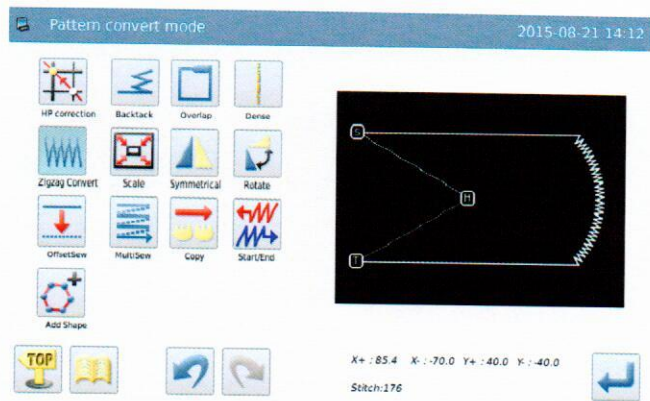 Pattern convert mode 2015-08-21 14:12
HP correction Backtack Overlap Dense
Zigzag Convert Scale Symmetrical Rotate
OffsetSew MultiSew Copy Start/End
Add Shape
S
H
T
TOP
X+ : 85.4 X- : -70.0 Y+ : 40.0 Y- : -40.0
Stitch:176